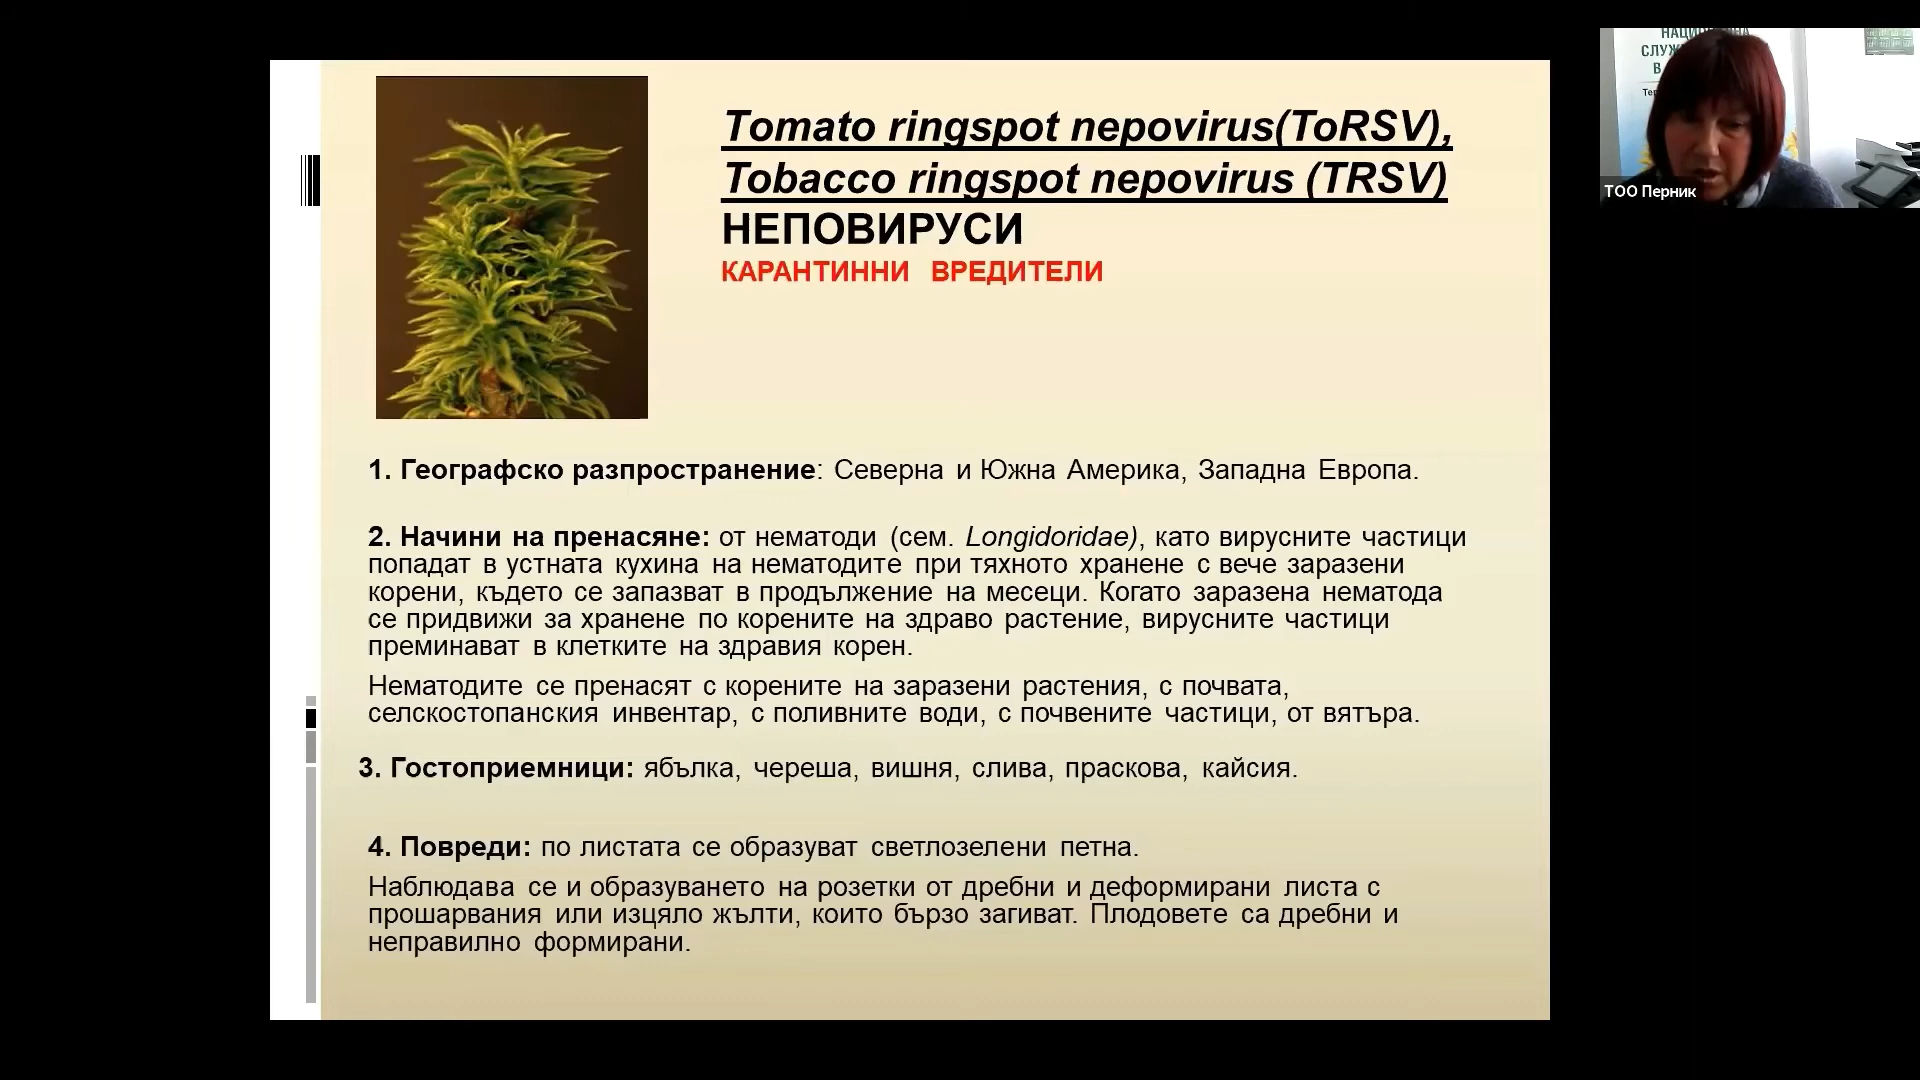 Tomato ringspot nepovirus(ToRSV),
Tobacco ringspot nepovirus (TRSV)
НЕПОВИРУСИ
КАРАНТИННИ ВРЕДИТЕЛИ
1. Географско разпространение: Северна и Южна Америка, Западна Европа.
2. Начини на пренасяне: от нематоди (сем. Longidoridae), като вирусните частици
попадат в устната кухина на нематодите при тяхното хранене с вече заразени
корени, където се запазват в продължение на месеци. Когато заразена нематода
се придвижи за хранене по корените на здраво растение, вирусните частици
преминават в клетките на здравия корен.
Нематодите се пренасят с корените на заразени растения, с почвата,
селскостопанския инвентар, с поливните води, с почвените частици, от вятъра.
3. Гостоприемници: ябълка, череша, вишня, слива, праскова, кайсия.
4. Повреди: по листата се образуват светлозелени петна.
Наблюдава се и образуването на розетки от дребни и деформирани листа с
прошарвания или изцяло жълти, които бързо загиват. Плодовете са дребни и
неправилно формирани.
В
ТОО Перник